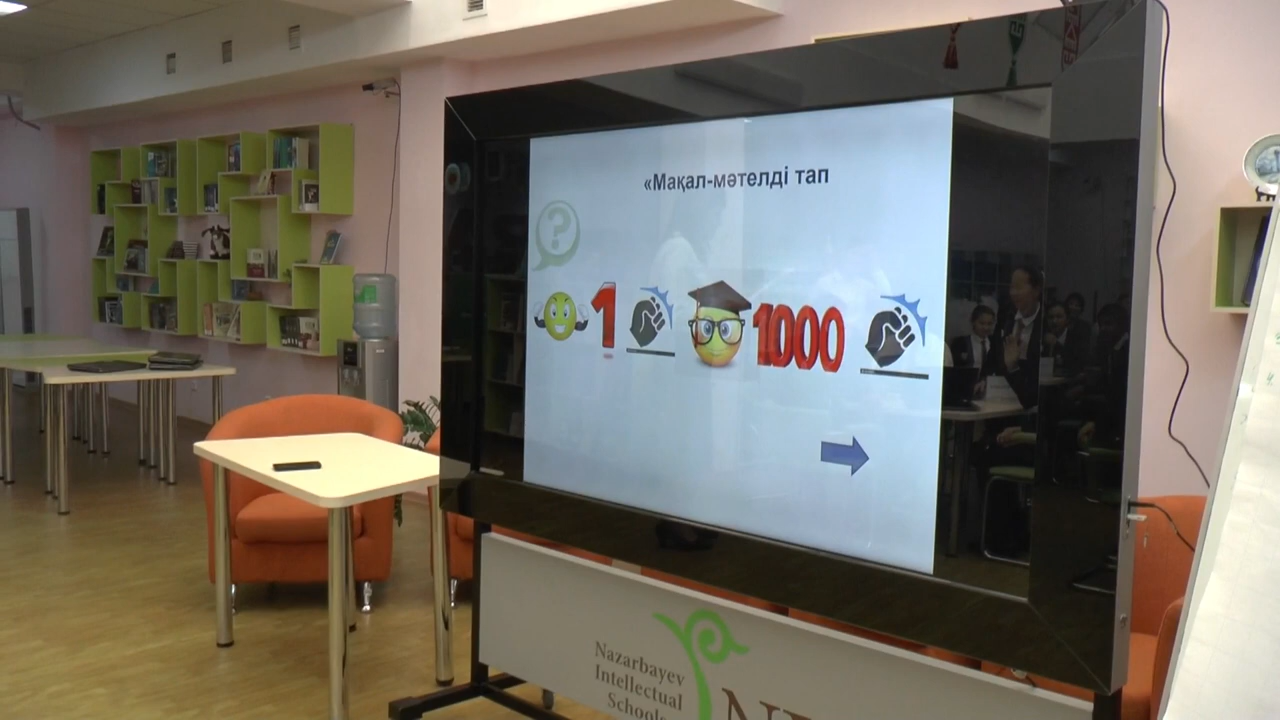 «Мақал-мәтелді тап
?
1
1000
Nazarbayev
Intellectual
Schools